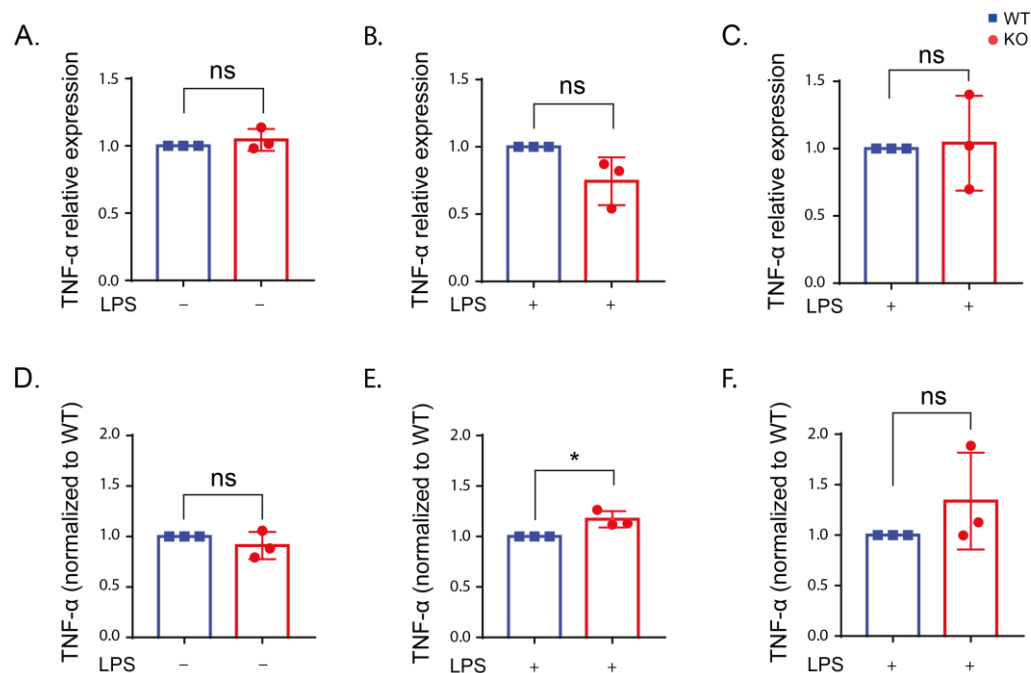 WT
KO
A.
ns
TNF-α relative expression
1.5
1.0
0.5
0.0
LPS
–
–
B.
ns
TNF-α relative expression
1.5
1.0
0.5
0.0
LPS
+
+
C.
ns
TNF-α relative expression
1.5
1.0
0.5
0.0
LPS
+
+
D.
ns
TNF-α (normalized to WT)
2.0
1.5
1.0
0.5
0.0
LPS
–
–
E.
*
TNF-α (normalized to WT)
2.0
1.5
1.0
0.5
0.0
LPS
+
+
F.
ns
TNF-α (normalized to WT)
2.0
1.5
1.0
0.5
0.0
LPS
+
+